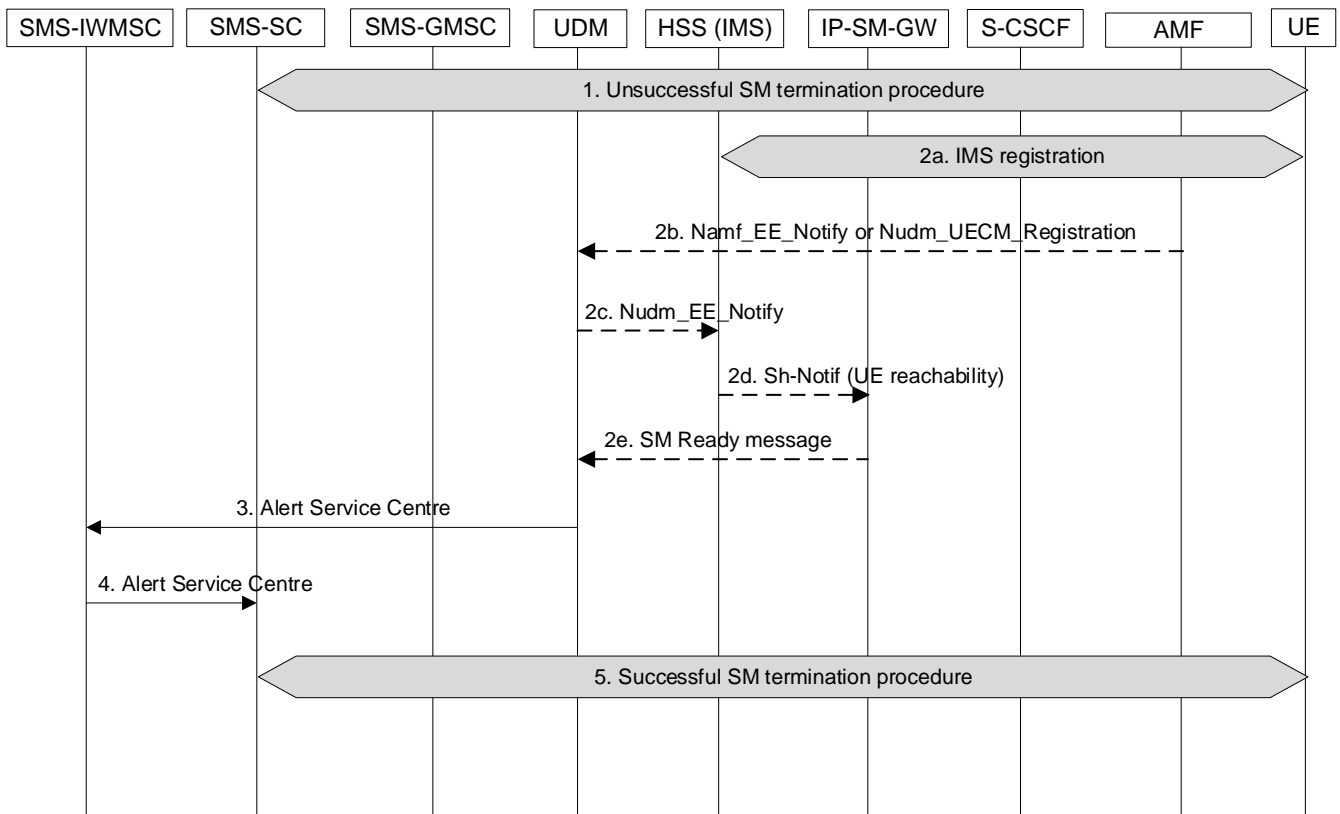 SMS-IWMSC
SMS-SC
SMS-GMSC
UDM
HSS (IMS)
IP-SM-GW
S-CSCF
AMF
UE
1. Unsuccessful SM termination procedure
2a. IMS registration
2b. Namf_EE_Notify or Nudm_UECM_Registration
2c. Nudm_EE_Notify
2d. Sh-Notif (UE reachability)
2e. SM Ready message
3. Alert Service Centre
4. Alert Service Centre
5. Successful SM termination procedure